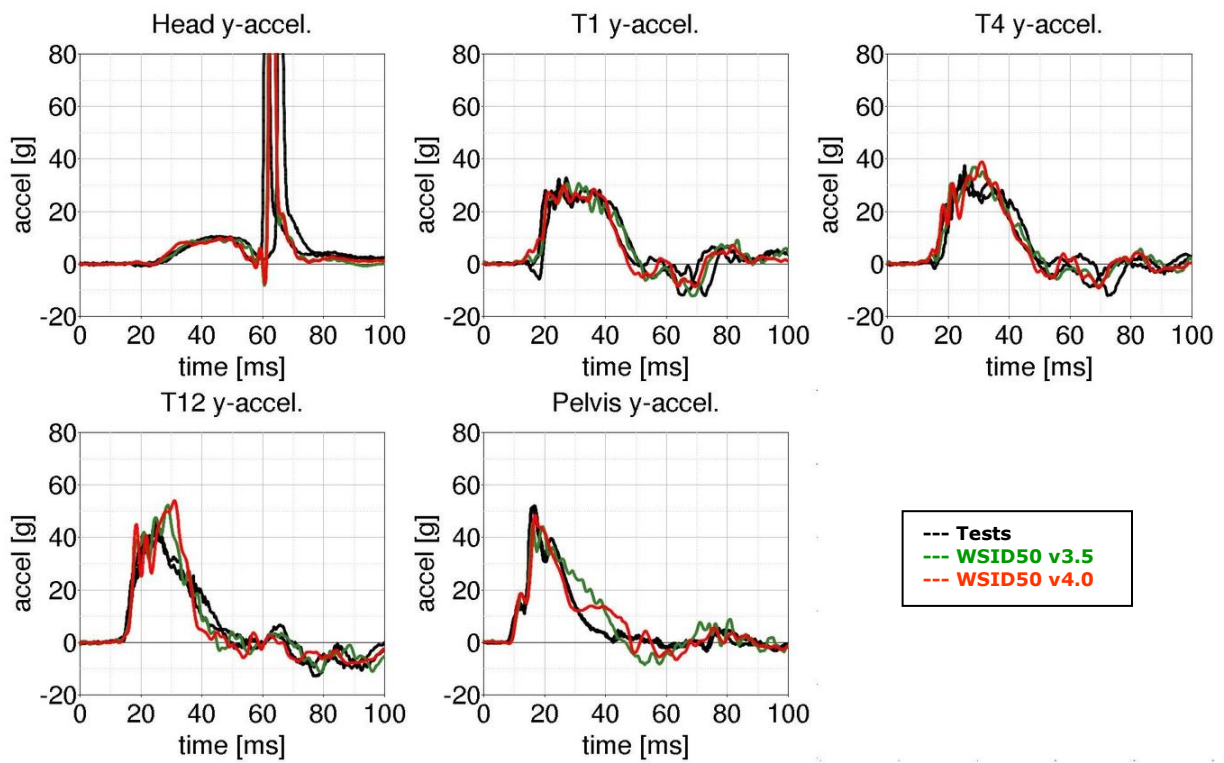 Head y-accel.
T1 y-accel.
T4 y-accel.
80
60
40
20
0
-20
accel [g]
0 20 40 60 80 100
time [ms]
80
60
40
20
0
-20
accel [g]
0 20 40 60 80 100
time [ms]
80
60
40
20
0
-20
accel [g]
0 20 40 60 80 100
time [ms]
T12 y-accel.
Pelvis y-accel.
80
60
40
20
0
-20
accel [g]
0 20 40 60 80 100
time [ms]
80
60
40
20
0
-20
accel [g]
0 20 40 60 80 100
time [ms]
--- Tests
--- WSID50 v3.5
--- WSID50 v4.0